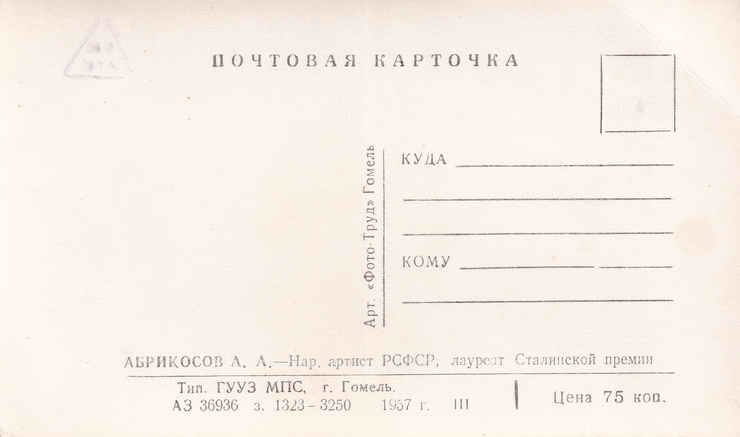 ПОЧТОВАЯ КАРТОЧКА
КУДА
КОМУ
Арт. «Фото-Труд» Гомель
АБРИКОСОВ А. А.—Нар. артист РСФСР, лауреат Сталинской премии
Тип. ГУУЗ МПС, г. Гомель.
АЗ 36936 з. 1323–3250 1957 г. III
Цена 75 коп.